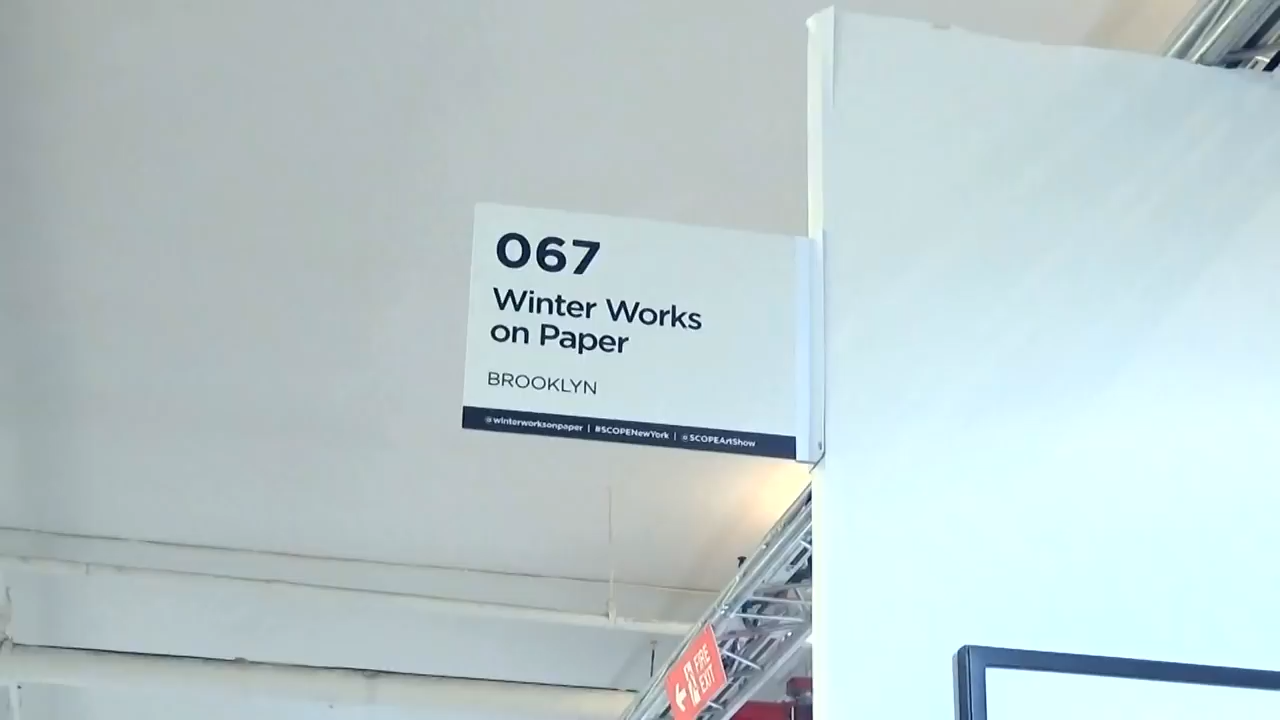 067
Winter Works
on Paper
BROOKLYN
@winterworksonpaper | #SCOPENewYork | @SCOPEArtShow
FIRE
EXIT